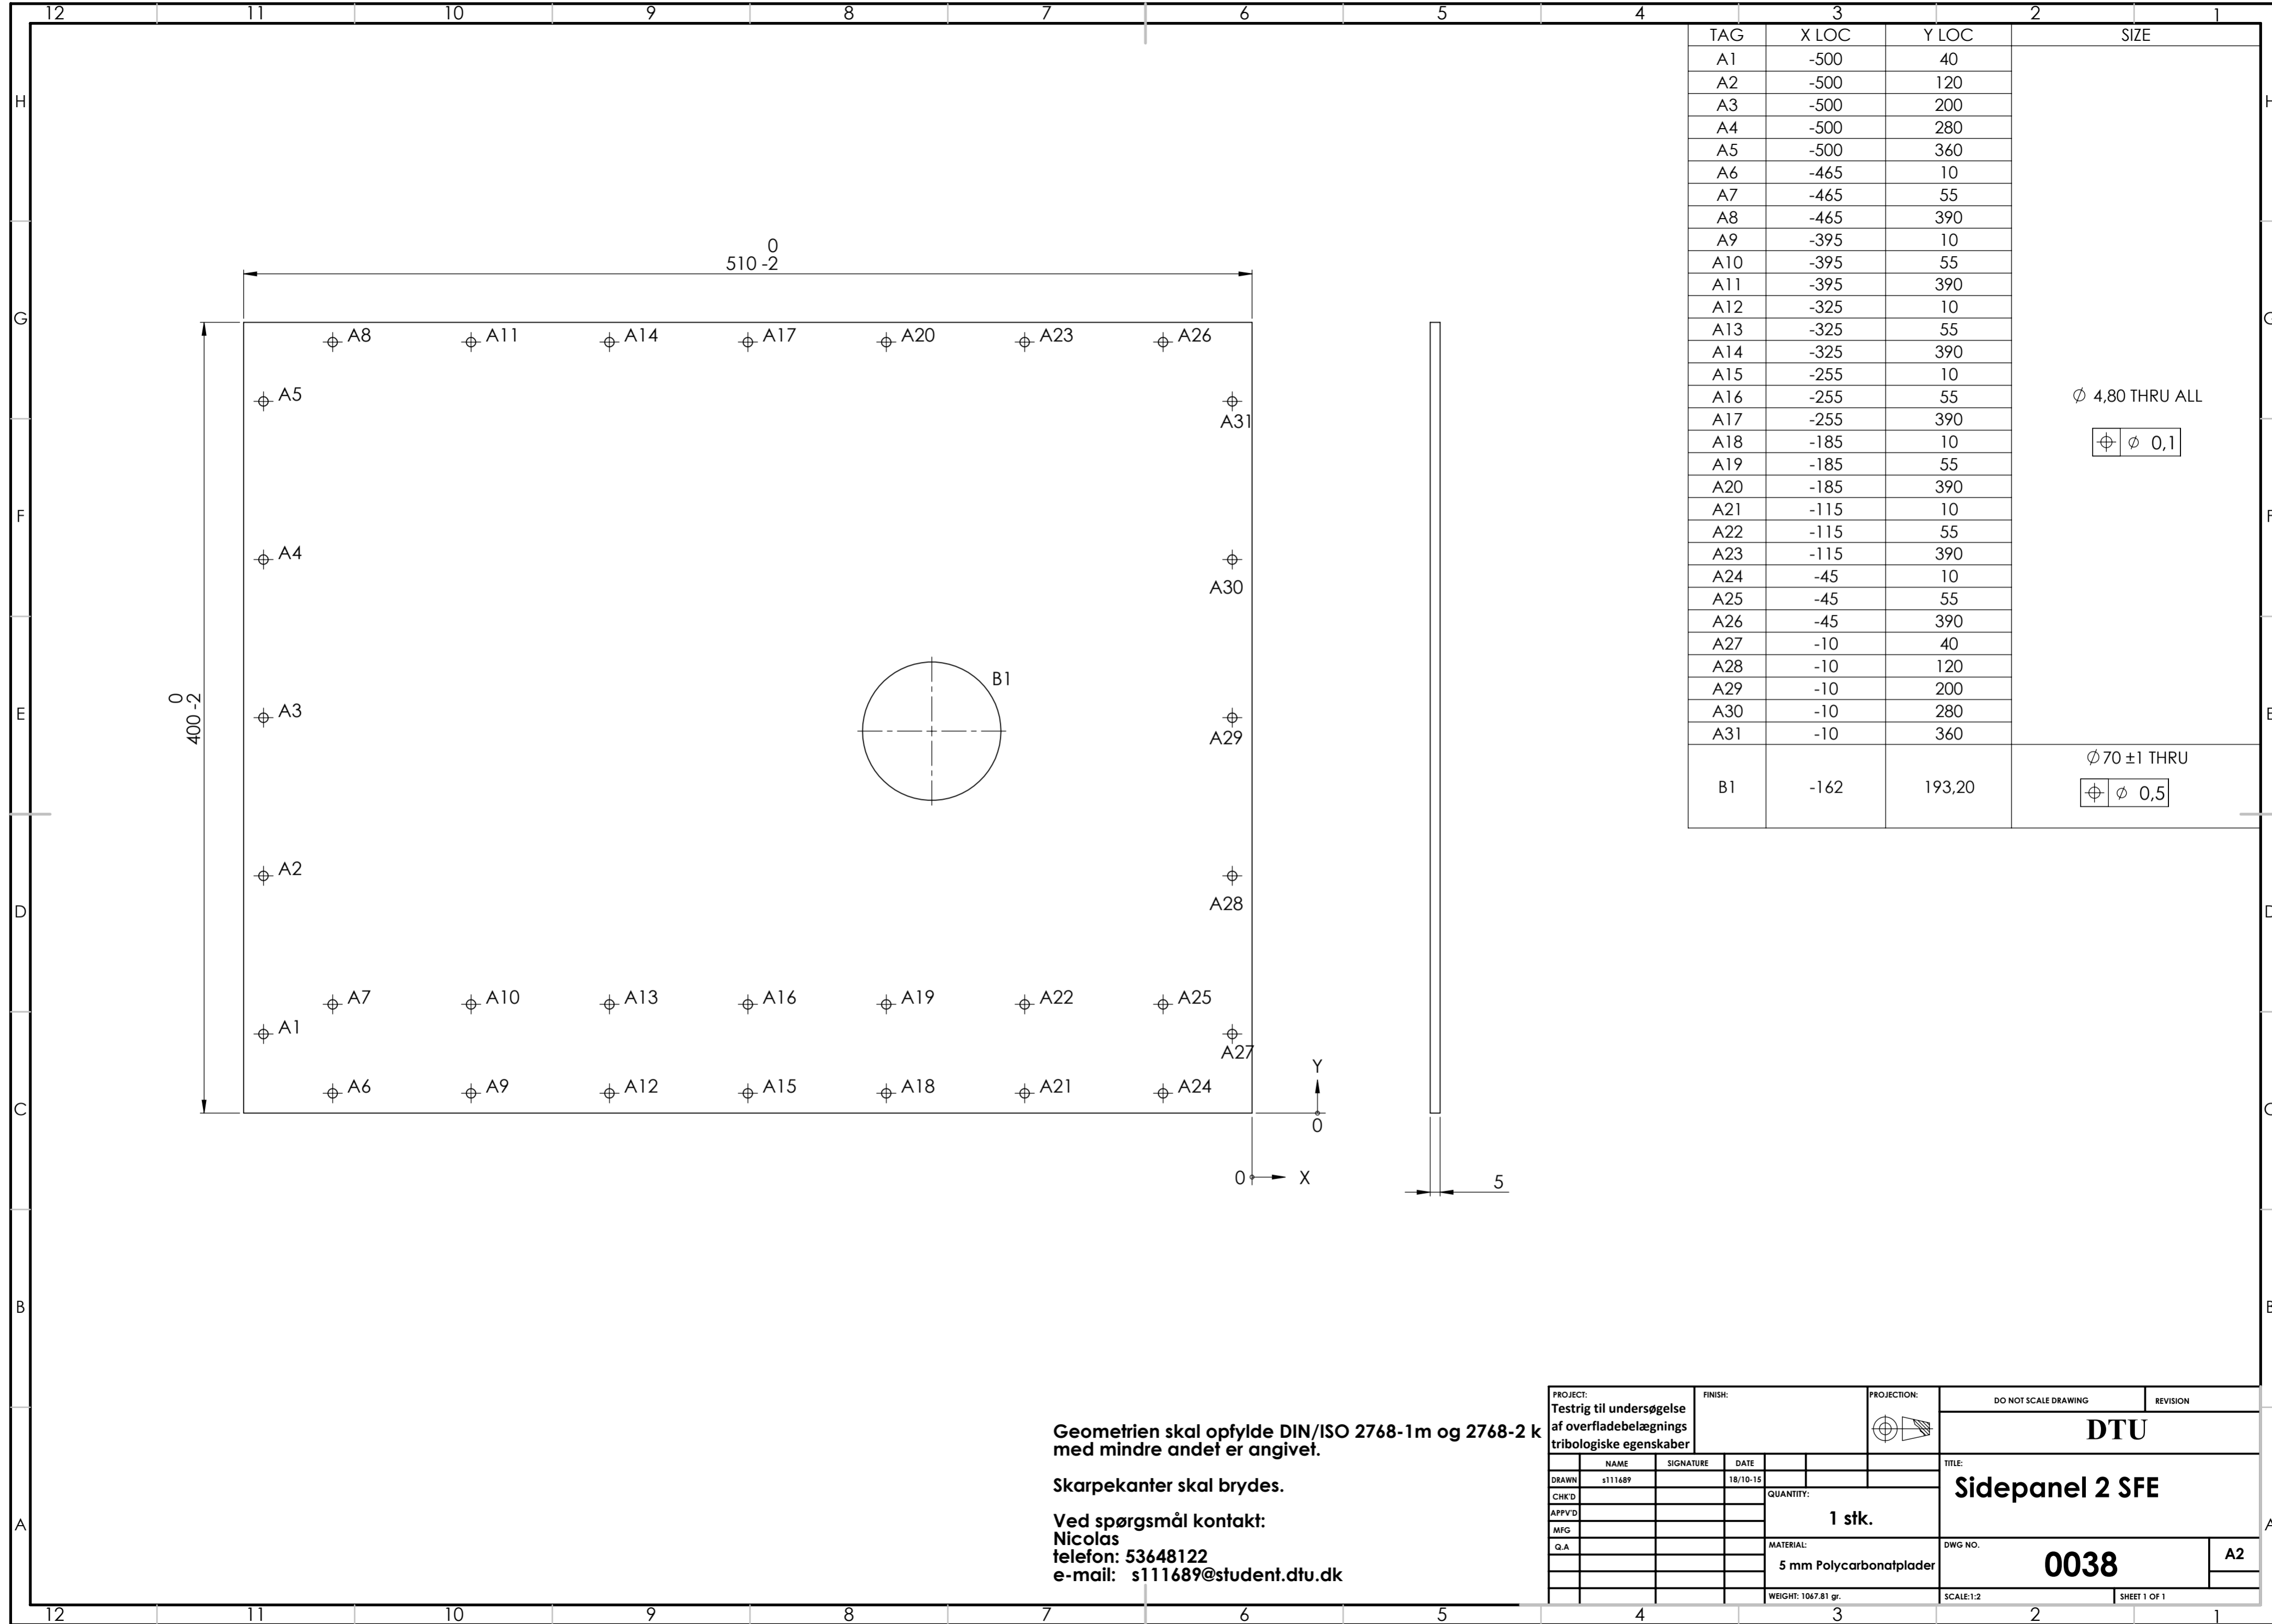 12 11 10 9 8 7 6 5 4 3 2 1
H H
G G
F F
E E
D D
C C
B B
A A
0
510 -2
0
400 -2
A8 A11 A14 A17 A20 A23 A26
A5
A31
A4
A30
B1
A3
A29
A2
A28
A7 A10 A13 A16 A19 A22 A25
A1
A27
A6 A9 A12 A15 A18 A21 A24
Y
0
0 X
5
TAG X LOC Y LOC SIZE
A1 -500 40
A2 -500 120
A3 -500 200
A4 -500 280
A5 -500 360
A6 -465 10
A7 -465 55
A8 -465 390
A9 -395 10
A10 -395 55
A11 -395 390
A12 -325 10
A13 -325 55
A14 -325 390
A15 -255 10
A16 -255 55
A17 -255 390
A18 -185 10
A19 -185 55
A20 -185 390
A21 -115 10
A22 -115 55
A23 -115 390
A24 -45 10
A25 -45 55
A26 -45 390
A27 -10 40
A28 -10 120
A29 -10 200
A30 -10 280
A31 -10 360
∅ 4,80 THRU ALL
⌖ ∅ 0,1
B1 -162 193,20
∅70 ±1 THRU
⌖ ∅ 0,5
Geometrien skal opfylde DIN/ISO 2768-1m og 2768-2 k
med mindre andet er angivet.
Skarpekanter skal brydes.
Ved spørgsmål kontakt:
Nicolas
telefon: 53648122
e-mail: s111689@student.dtu.dk
PROJECT:
Testrig til undersøgelse
af overfladebelægnings
tribologiske egenskaber
FINISH:
PROJECTION:
DO NOT SCALE DRAWING
REVISION
DTU
NAME SIGNATURE DATE
DRAWN s111689 18/10-15
CHK'D
APPV'D
MFG
Q.A
QUANTITY:
1 stk.
MATERIAL:
5 mm Polycarbonatplader
WEIGHT: 1067.81 gr.
TITLE:
Sidepanel 2 SFE
DWG NO.
0038
A2
SCALE:1:2
SHEET 1 OF 1
12 11 10 9 8 7 6 5 4 3 2 1